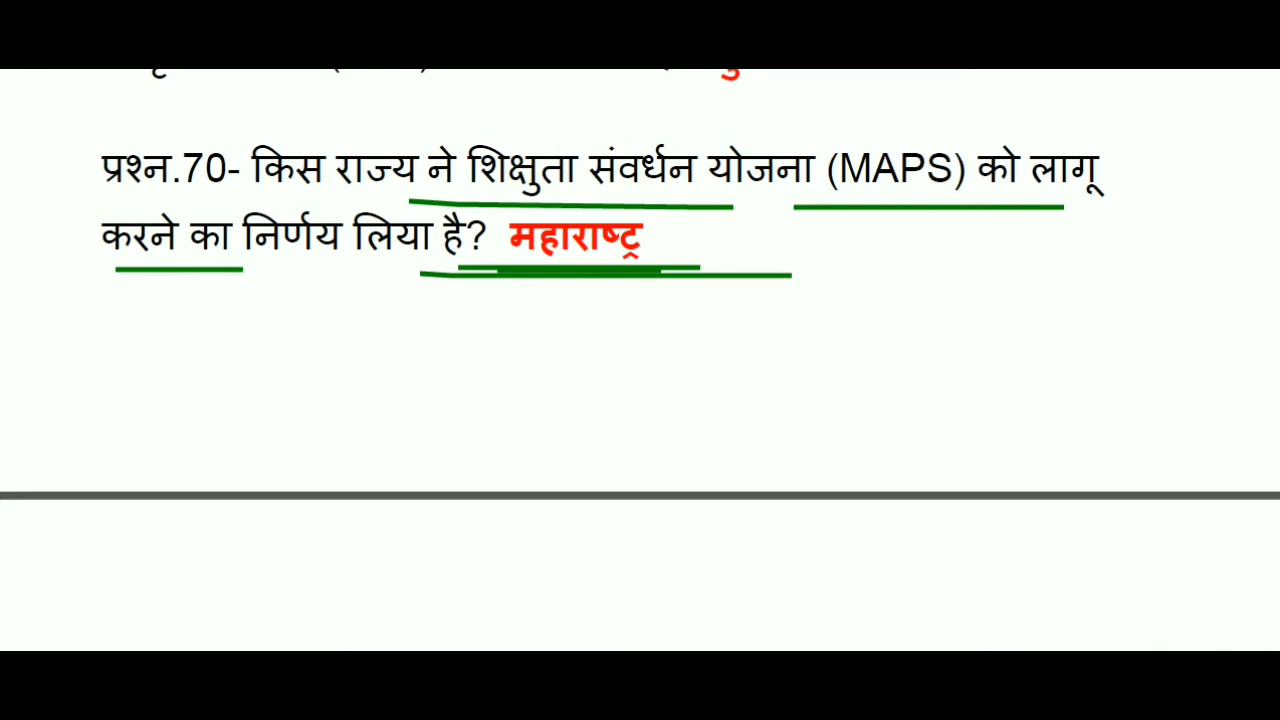 प्रश्न.70- किस राज्य ने शिक्षुता संवर्धन योजना (MAPS) को लागू
करने का निर्णय लिया है? महाराष्ट्र